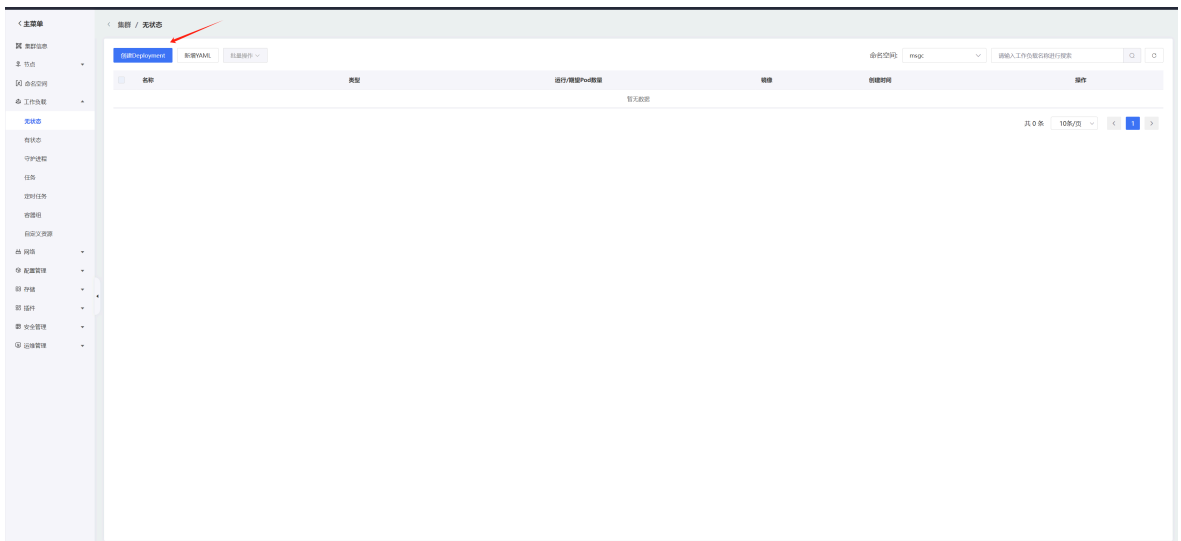 主菜单
集群 / 无状态
集群信息
节点
命名空间
工作负载
无状态
有状态
守护进程
任务
定时任务
容器组
自定义资源
网络
配置管理
存储
插件
安全管理
运维管理
创建Deployment 新增YAML 批量操作
命名空间: msgc 请输入工作负载名称进行搜索
名称 类型 运行/期望Pod数量 镜像 创建时间 操作
暂无数据
共 0 条 10条/页 1